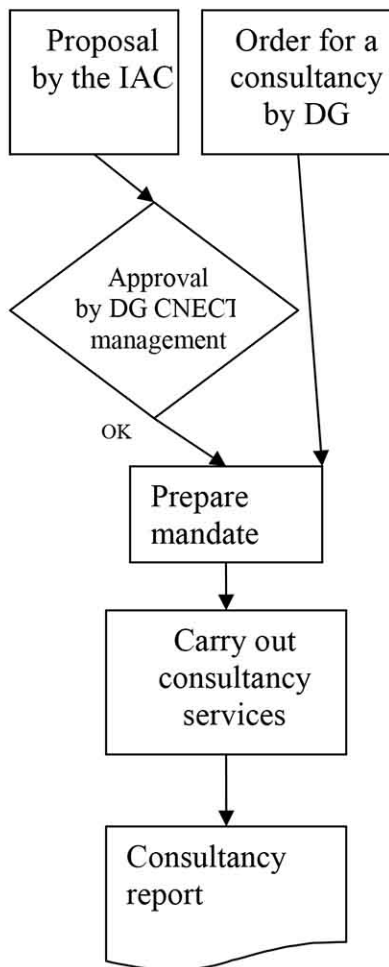 Proposal
by the IAC
Order for a
consultancy
by DG
Approval
by DG CNECT
management
OK
Prepare
mandate
Carry out
consultancy
services
Consultancy
report